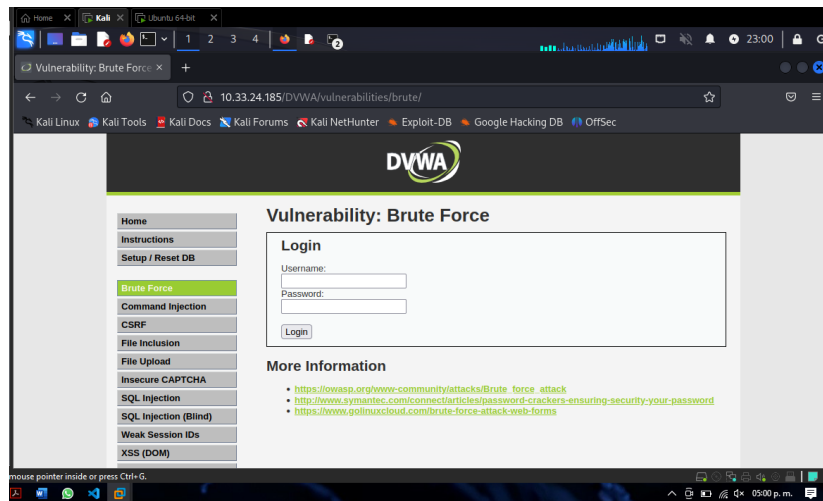 Home Kali Ubuntu 64-bit
1 2 3 4 23:00
Vulnerability: Brute Force
10.33.24.185/DVWA/vulnerabilities/brute/
Kali Linux Kali Tools Kali Docs Kali Forums Kali NetHunter Exploit-DB Google Hacking DB OffSec
DVWA
Home
Instructions
Setup / Reset DB
Brute Force
Command Injection
CSRF
File Inclusion
File Upload
Insecure CAPTCHA
SQL Injection
SQL Injection (Blind)
Weak Session IDs
XSS (DOM)
Vulnerability: Brute Force
Login
Username:
Password:
Login
More Information
https://owasp.org/www-community/attacks/Brute_force_attack
http://www.symantec.com/connect/articles/password-crackers-ensuring-security-your-password
https://www.golinuxcloud.com/brute-force-attack-web-forms
mouse pointer inside or press Ctrl+G.
05:00 p. m.